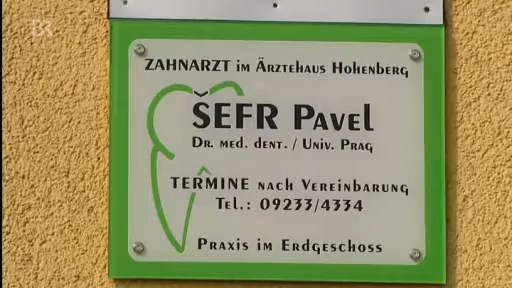 BR
ZAHNARZT IM ÄRZTEHAUS HOHENBERG
ŠEFR PAVEL
DR. MED. DENT. / UNIV. PRAG
TERMINE NACH VEREINBARUNG
TEL.: 09233/4334
PRAXIS IM ERDGESCHOSS